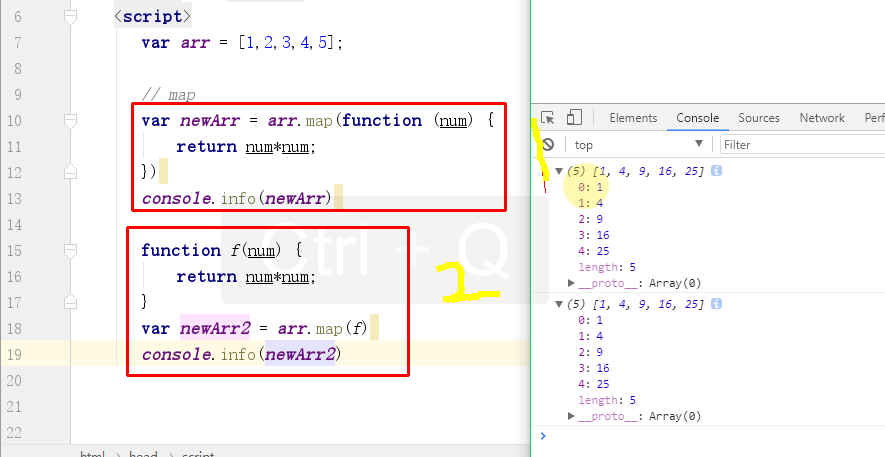 6 <script>
7 var arr = [1,2,3,4,5];
8
9 // map
10 var newArr = arr.map(function (num) {
11 return num*num;
12 })
13 console.info(newArr)
14
15 function f(num) {
16 return num*num;
17 }
18 var newArr2 = arr.map(f)
19 console.info(newArr2)
20
21
22
html > head > script
Ctrl + Q
2
Elements Console Sources Network Perf
top ▼ Filter
▼(5) [1, 4, 9, 16, 25] i
0: 1
1: 4
2: 9
3: 16
4: 25
length: 5
▶__proto__: Array(0)
▼(5) [1, 4, 9, 16, 25] i
0: 1
1: 4
2: 9
3: 16
4: 25
length: 5
▶__proto__: Array(0)
>